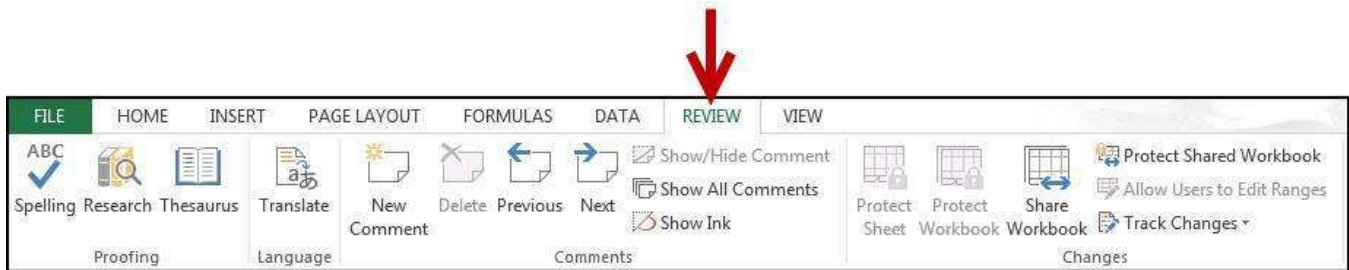 FILE HOME INSERT PAGE LAYOUT FORMULAS DATA REVIEW VIEW
ABC
Spelling Research Thesaurus
Proofing
a あ
Translate
Language
New
Comment
Delete Previous Next
Show/Hide Comment
Show All Comments
Show Ink
Comments
Protect
Sheet
Protect
Workbook
Share
Workbook
Protect Shared Workbook
Allow Users to Edit Ranges
Track Changes
Changes